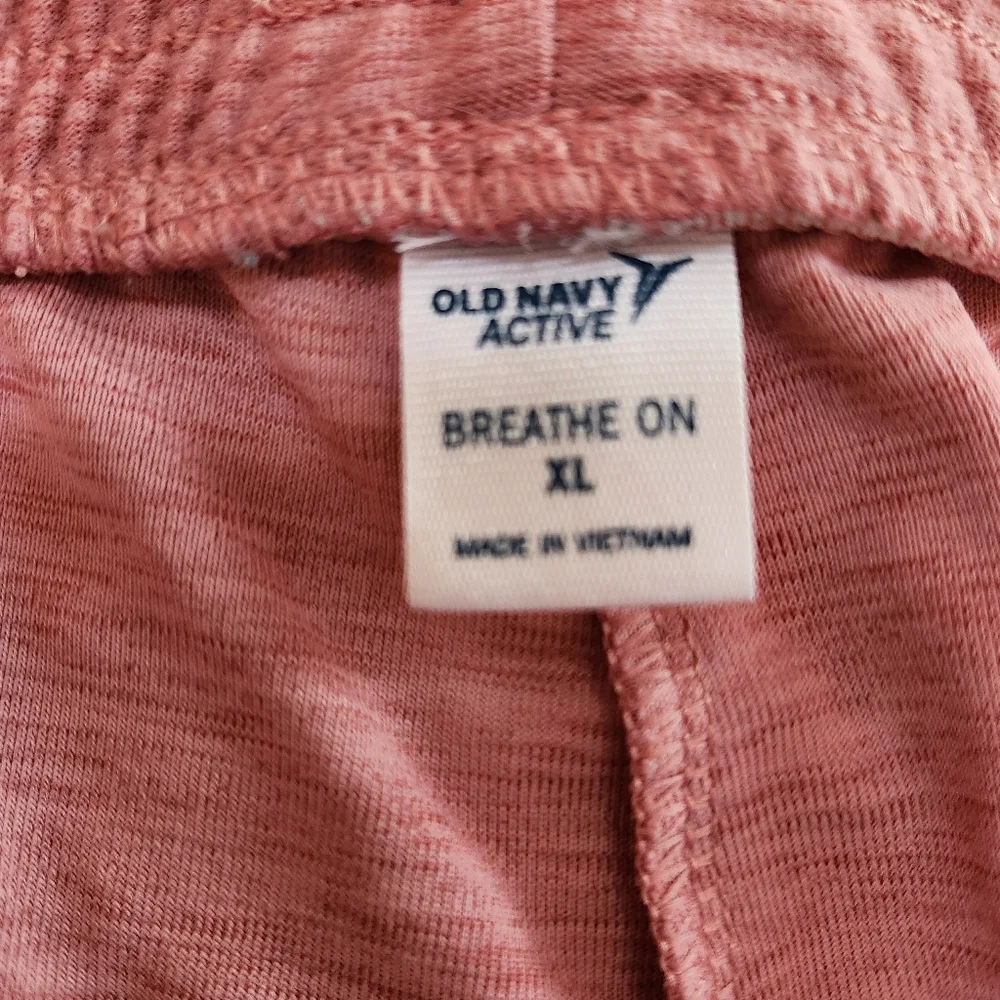 OLD NAVY
ACTIVE
BREATHE ON
XL
MADE IN VIETNAM